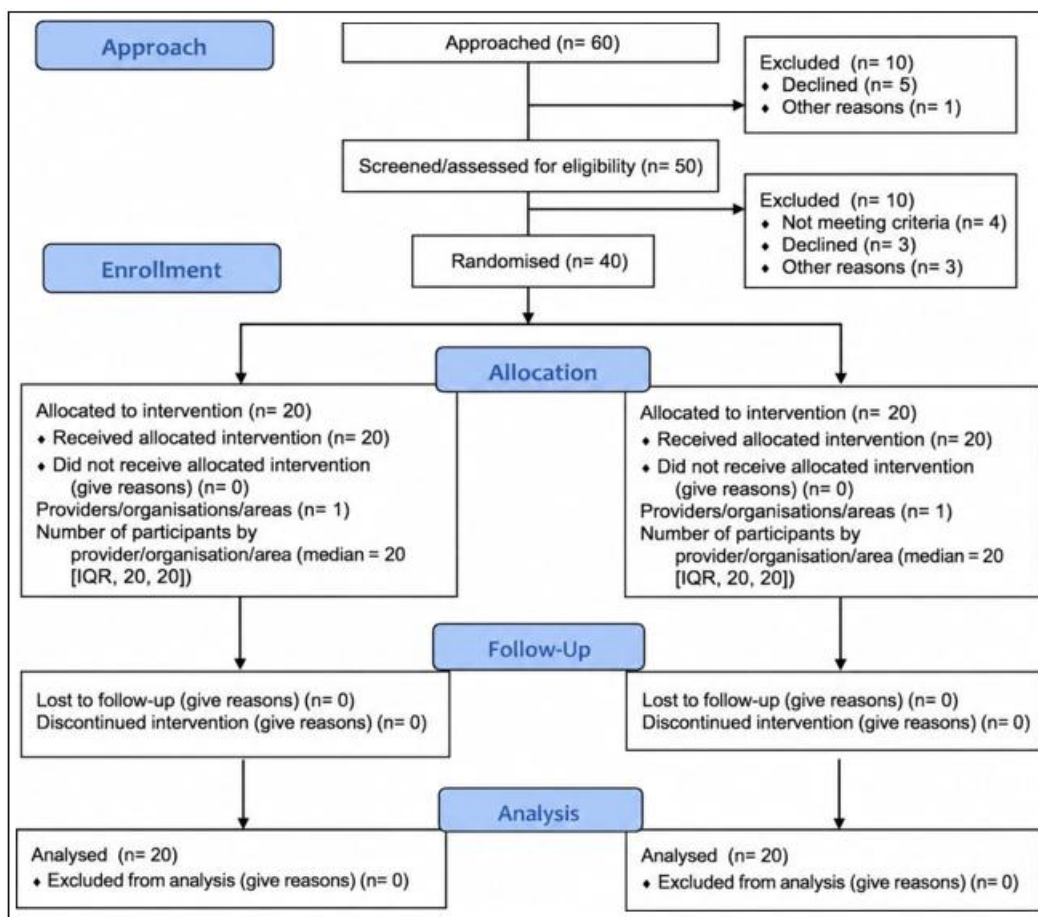 Approach
Approached (n= 60)
Excluded (n= 10)
♦ Declined (n= 5)
♦ Other reasons (n= 1)
Screened/assessed for eligibility (n= 50)
Excluded (n= 10)
♦ Not meeting criteria (n= 4)
♦ Declined (n= 3)
♦ Other reasons (n= 3)
Enrollment
Randomised (n= 40)
Allocation
Allocated to intervention (n= 20)
♦ Received allocated intervention (n= 20)
♦ Did not receive allocated intervention
(give reasons) (n= 0)
Providers/organisations/areas (n= 1)
Number of participants by
provider/organisation/area (median = 20
[IQR, 20, 20])
Allocated to intervention (n= 20)
♦ Received allocated intervention (n= 20)
♦ Did not receive allocated intervention
(give reasons) (n= 0)
Providers/organisations/areas (n= 1)
Number of participants by
provider/organisation/area (median = 20
[IQR, 20, 20])
Follow-Up
Lost to follow-up (give reasons) (n= 0)
Discontinued intervention (give reasons) (n= 0)
Lost to follow-up (give reasons) (n= 0)
Discontinued intervention (give reasons) (n= 0)
Analysis
Analysed (n= 20)
♦ Excluded from analysis (give reasons) (n= 0)
Analysed (n= 20)
♦ Excluded from analysis (give reasons) (n= 0)